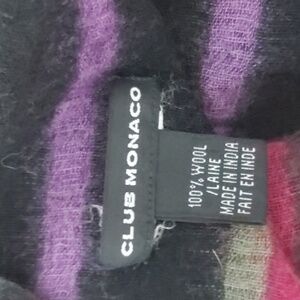 CLUB MONACO
100% WOOL
/LAINE
MADE IN INDIA
FAIT EN INDE